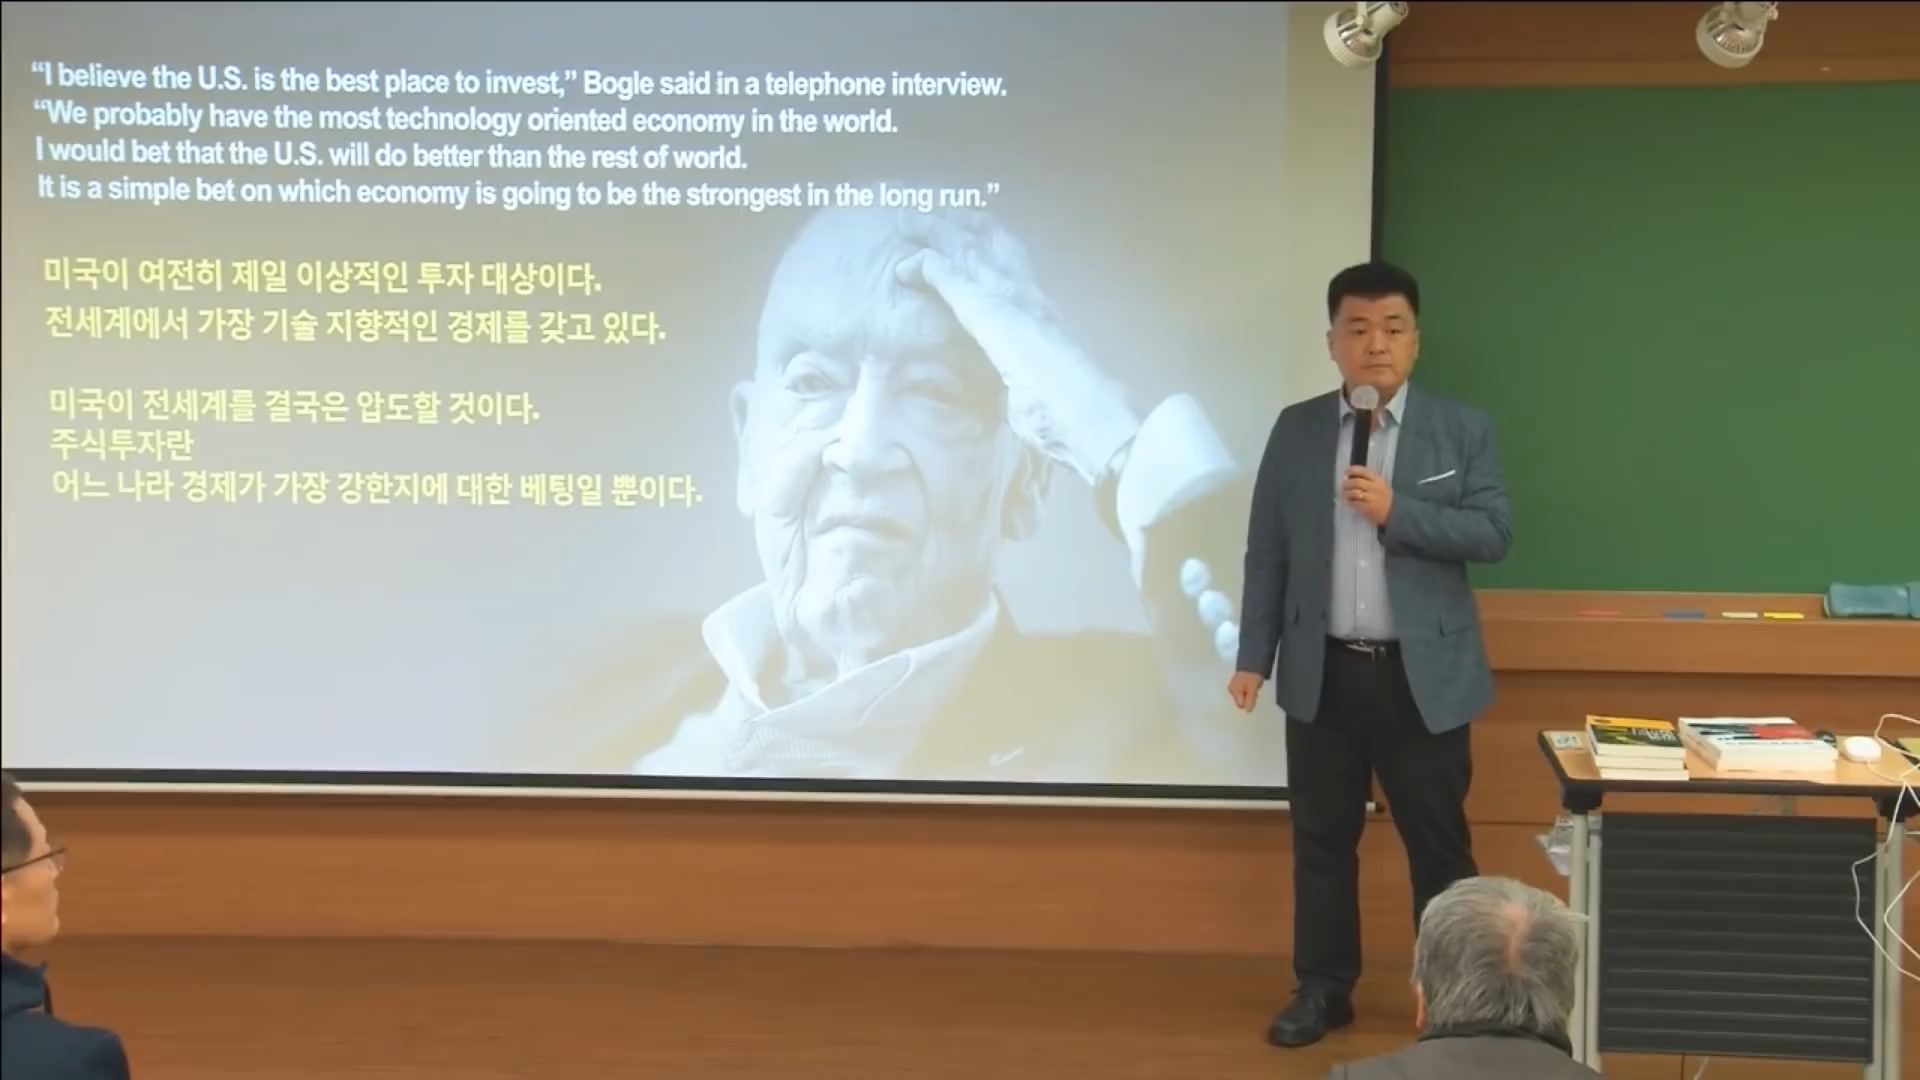 “I believe the U.S. is the best place to invest,” Bogle said in a telephone interview.
“We probably have the most technology oriented economy in the world.
I would bet that the U.S. will do better than the rest of world.
It is a simple bet on which economy is going to be the strongest in the long run.”
미국이 여전히 제일 이상적인 투자 대상이다.
전세계에서 가장 기술 지향적인 경제를 갖고 있다.
미국이 전세계를 결국은 압도할 것이다.
주식투자란
어느 나라 경제가 가장 강한지에 대한 베팅일 뿐이다.